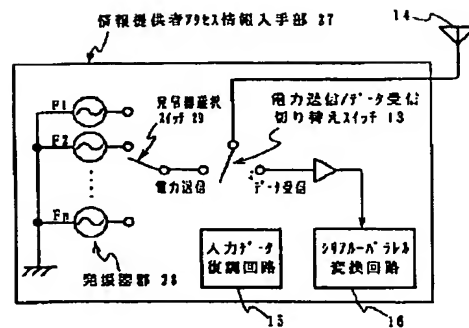 情報提供者アクセス情報入手部 27
14
F1
F2
Fn
発信器選択
スイッチ 29
電力送信/データ受信
切り替えスイッチ 13
電力送信
データ受信
発振器部 28
入力データ
復調回路
シリアル-パラレル
変換回路
15
16